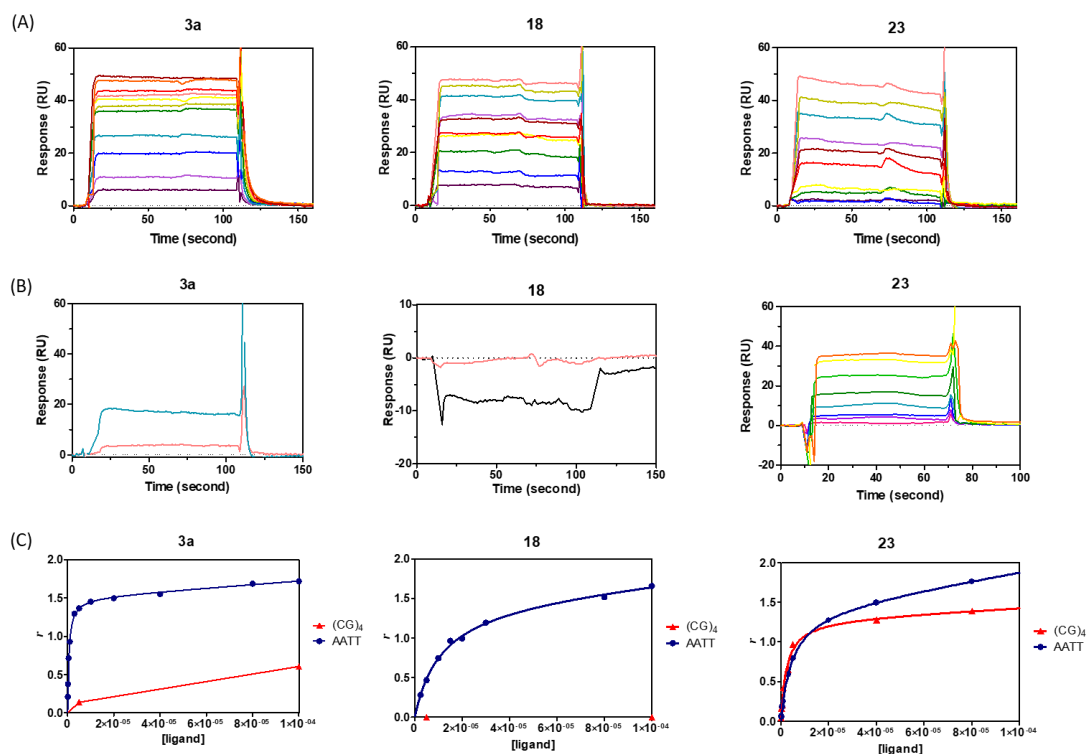 (A)
3a
18
23
Response (RU)
60
40
20
0
0
50
100
150
Time (second)
Response (RU)
60
40
20
0
0
50
100
150
Time (second)
Response (RU)
60
40
20
0
0
50
100
150
Time (second)
(B)
3a
18
23
Response (RU)
60
40
20
0
0
50
100
150
Time (second)
Response (RU)
10
0
-10
-20
0
50
100
150
Time (second)
Response (RU)
60
40
20
0
-20
20
40
60
80
100
Time (second)
(C)
3a
18
23
r
2.0
1.5
1.0
0.5
0.0
0
2×10⁻⁰⁵
4×10⁻⁰⁵
6×10⁻⁰⁵
8×10⁻⁰⁵
1×10⁻⁰⁴
[ligand]
(CG)₄
AATT
r
2.0
1.5
1.0
0.5
0.0
0
2×10⁻⁰⁵
4×10⁻⁰⁵
6×10⁻⁰⁵
8×10⁻⁰⁵
1×10⁻⁰⁴
[ligand]
(CG)₄
AATT
r
2.0
1.5
1.0
0.5
0.0
0
2×10⁻⁰⁵
4×10⁻⁰⁵
6×10⁻⁰⁵
8×10⁻⁰⁵
1×10⁻⁰⁴
[ligand]
(CG)₄
AATT